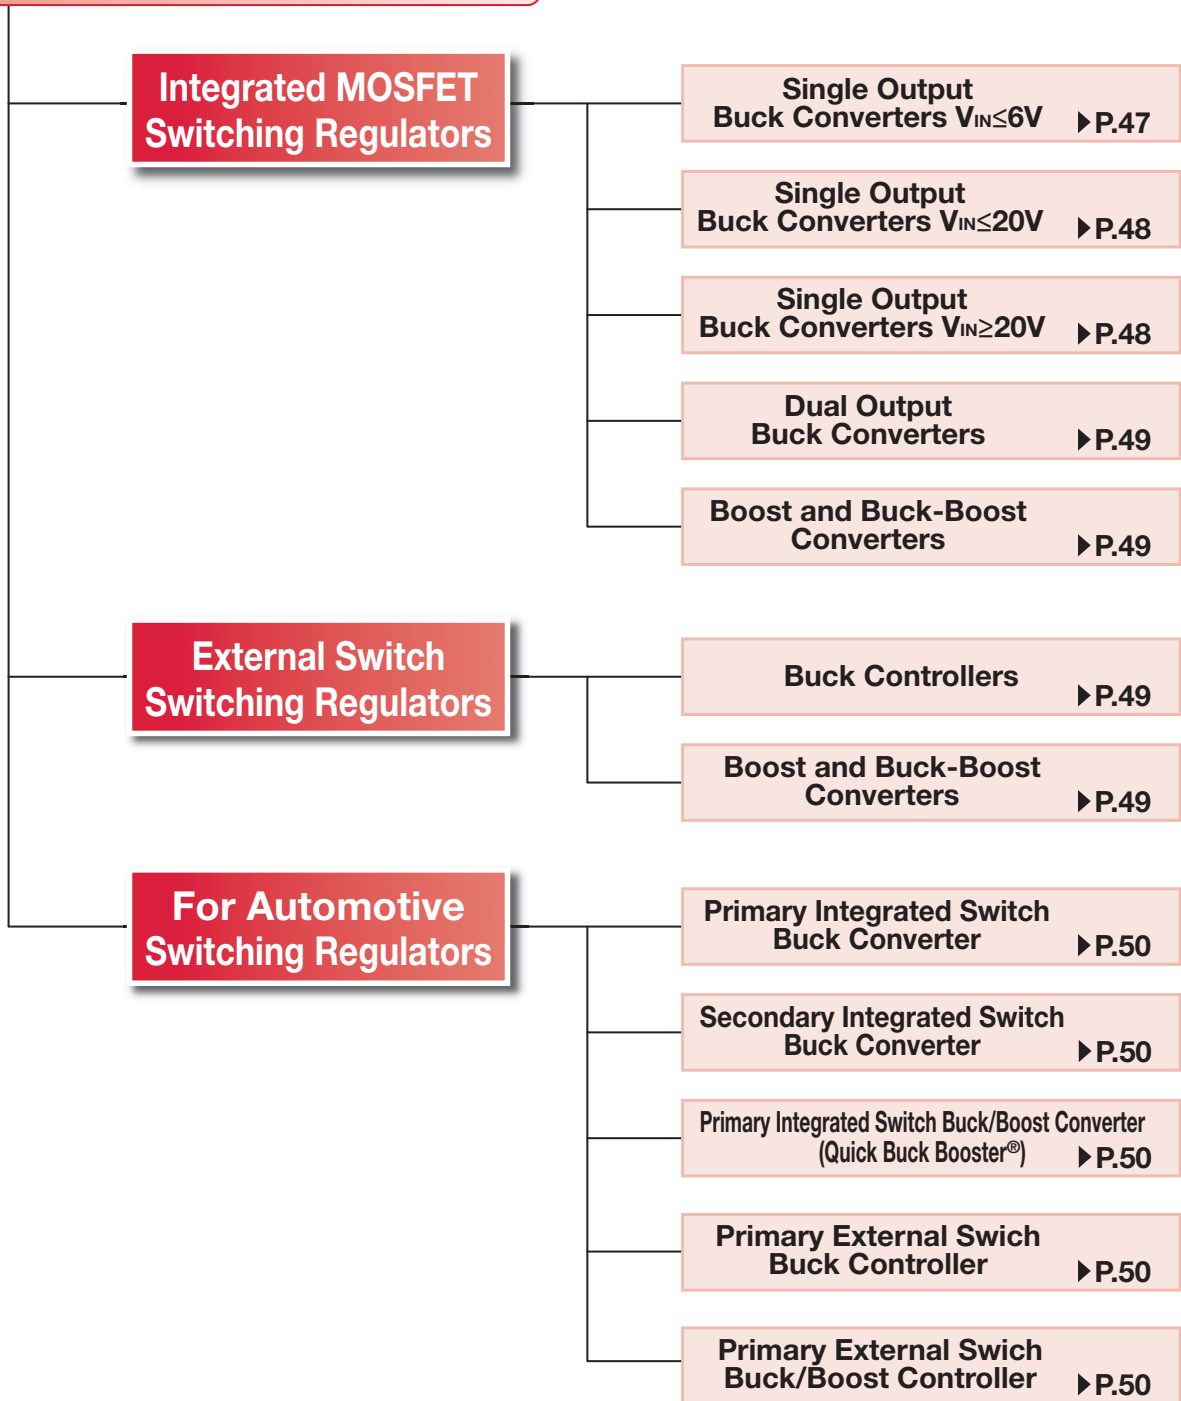 Integrated MOSFET
Switching Regulators
Single Output
Buck Converters VIN≤6V
P.47
Single Output
Buck Converters VIN≤20V
P.48
Single Output
Buck Converters VIN≥20V
P.48
Dual Output
Buck Converters
P.49
Boost and Buck-Boost
Converters
P.49
External Switch
Switching Regulators
Buck Controllers
P.49
Boost and Buck-Boost
Converters
P.49
For Automotive
Switching Regulators
Primary Integrated Switch
Buck Converter
P.50
Secondary Integrated Switch
Buck Converter
P.50
Primary Integrated Switch Buck/Boost Converter
(Quick Buck Booster®)
P.50
Primary External Swich
Buck Controller
P.50
Primary External Swich
Buck/Boost Controller
P.50